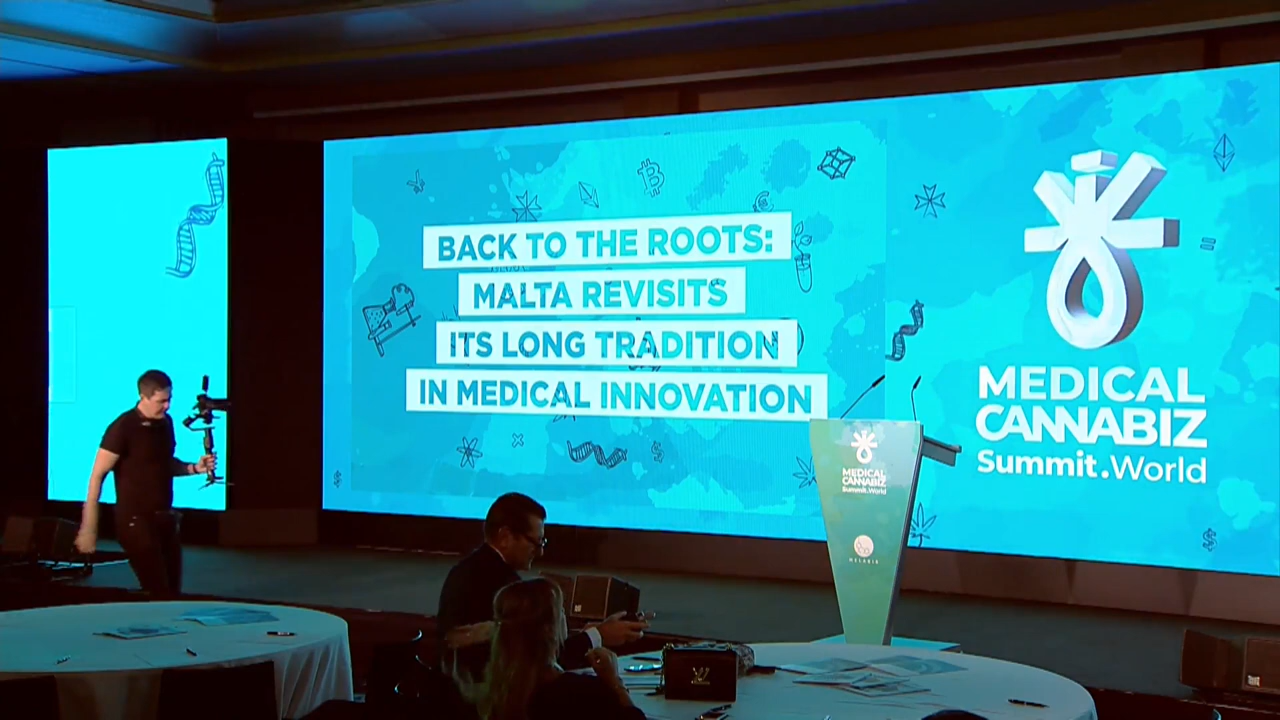 BACK TO THE ROOTS:
MALTA REVISITS
ITS LONG TRADITION
IN MEDICAL INNOVATION
MEDICAL
CANNABIZ
Summit.World
MEDICAL
CANNABIZ
Summit.World